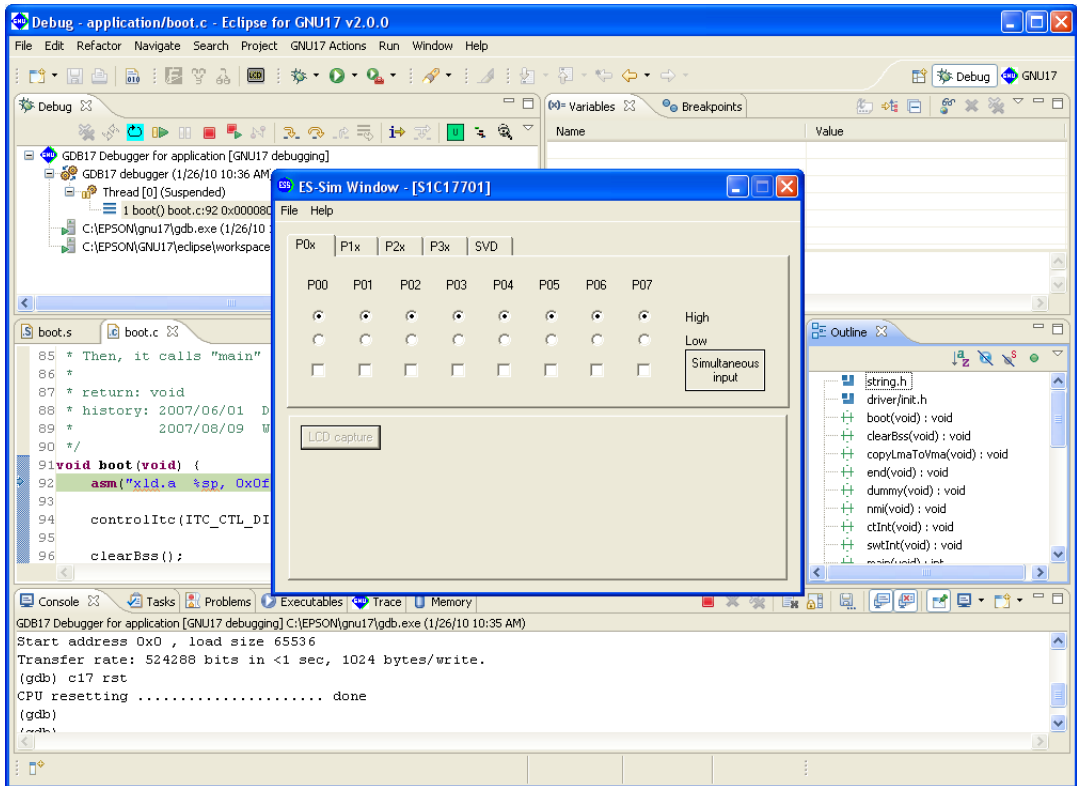 Debug - application/boot.c - Eclipse for GNU17 v2.0.0
File Edit Refactor Navigate Search Project GNU17 Actions Run Window Help
Debug GNU17
Debug
Variables Breakpoints
Name Value
GDB17 Debugger for application [GNU17 debugging]
GDB17 debugger (1/26/10 10:36 AM)
Thread [0] (Suspended)
1 boot() boot.c:92 0x000080
C:\EPSON\gnu17\gdb.exe (1/26/10
C:\EPSON\GNU17\eclipse\workspace
ES-Sim Window - [S1C17701]
File Help
P0x P1x P2x P3x SVD
P00 P01 P02 P03 P04 P05 P06 P07
High
Low
Simultaneous
input
LCD capture
boot.s boot.c
85 * Then, it calls "main"
86 *
87 * return: void
88 * history: 2007/06/01 D
89 * 2007/08/09 W
90 */
91 void boot(void) {
92 asm("xld.a %sp, 0x0f
93
94 controlItc(ITC_CTL_DI
95
96 clearBss();
Outline
string.h
driver/init.h
boot(void) : void
clearBss(void) : void
copyLmaToVma(void) : void
end(void) : void
dummy(void) : void
nmi(void) : void
ctInt(void) : void
swtInt(void) : void
main(void) : int
Console Tasks Problems Executables Trace Memory
GDB17 Debugger for application [GNU17 debugging] C:\EPSON\gnu17\gdb.exe (1/26/10 10:35 AM)
Start address 0x0 , load size 65536
Transfer rate: 524288 bits in <1 sec, 1024 bytes/write.
(gdb) c17 rst
CPU resetting ...................... done
(gdb)
(gdb)